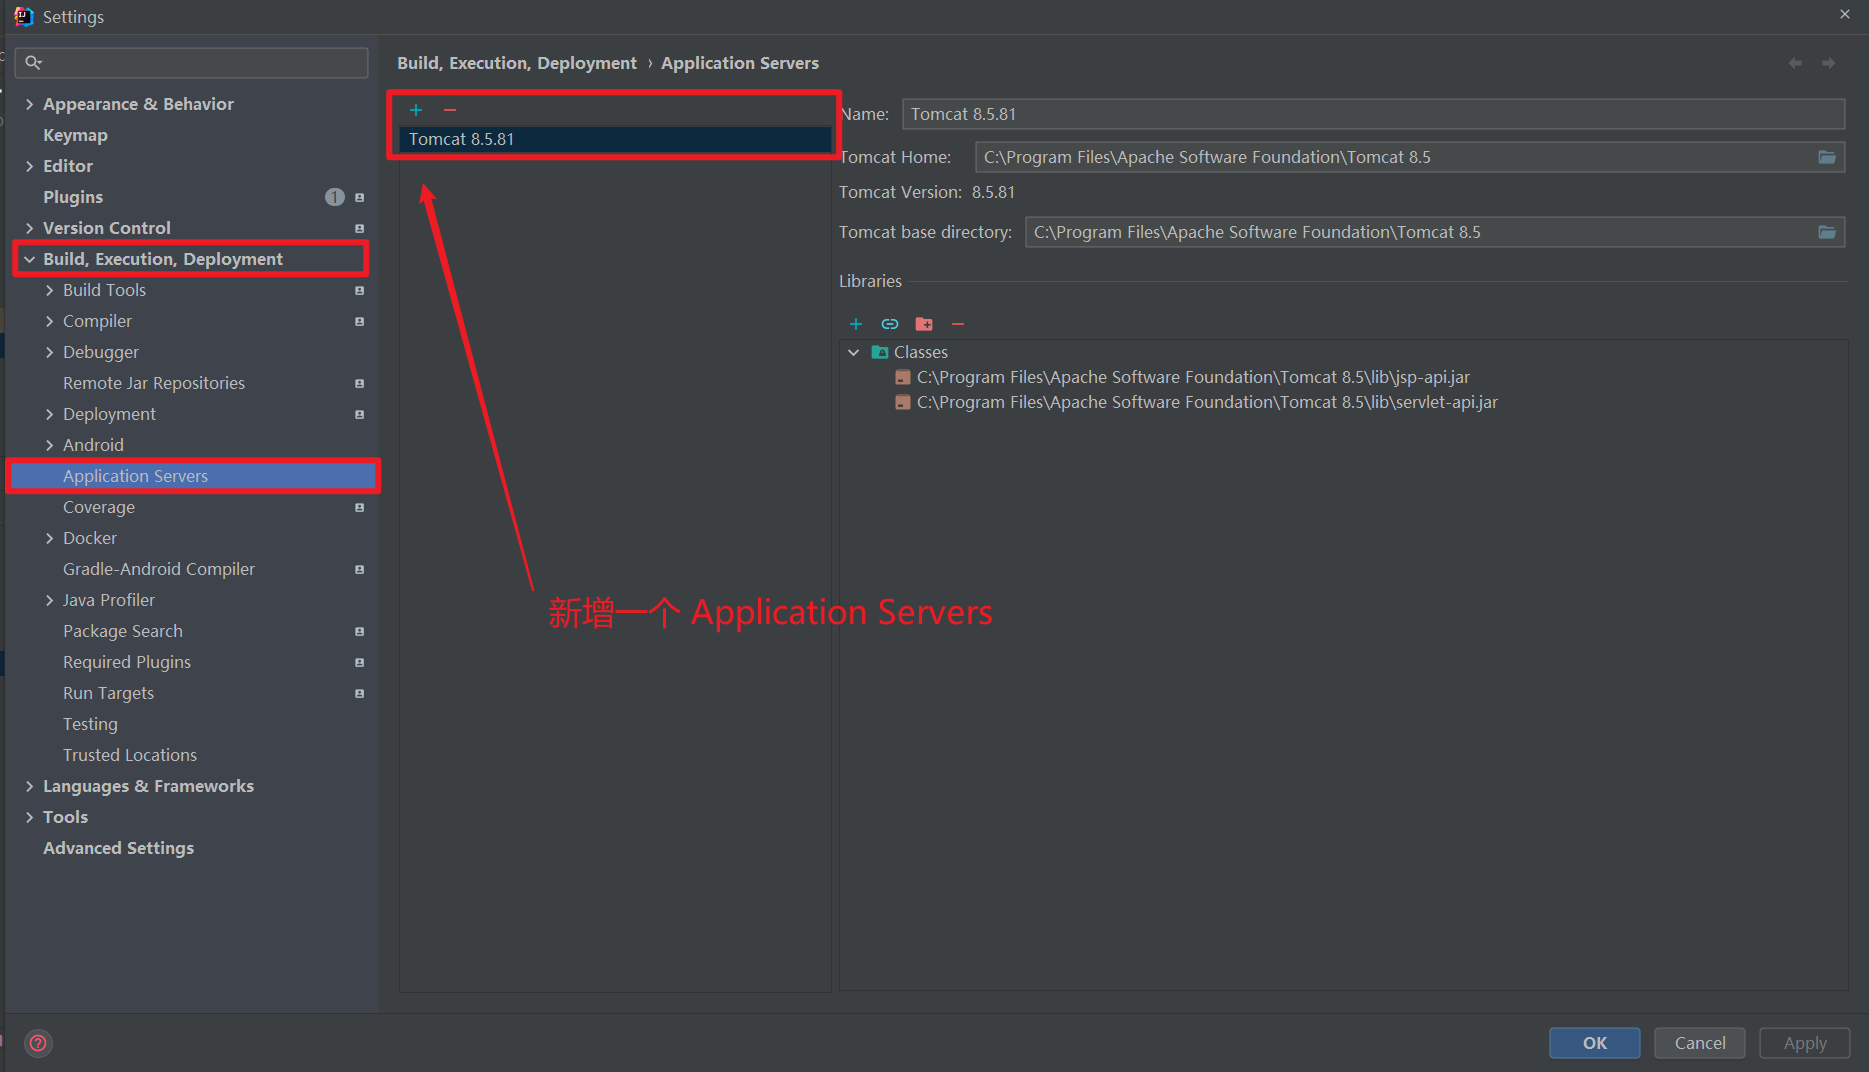 Settings
Appearance & Behavior
Keymap
Editor
Plugins
1
Version Control
Build, Execution, Deployment
Build Tools
Compiler
Debugger
Remote Jar Repositories
Deployment
Android
Application Servers
Coverage
Docker
Gradle-Android Compiler
Java Profiler
Package Search
Required Plugins
Run Targets
Testing
Trusted Locations
Languages & Frameworks
Tools
Advanced Settings
Build, Execution, Deployment › Application Servers
Tomcat 8.5.81
新增一个 Application Servers
Name: Tomcat 8.5.81
Tomcat Home: C:\Program Files\Apache Software Foundation\Tomcat 8.5
Tomcat Version: 8.5.81
Tomcat base directory: C:\Program Files\Apache Software Foundation\Tomcat 8.5
Libraries
Classes
C:\Program Files\Apache Software Foundation\Tomcat 8.5\lib\jsp-api.jar
C:\Program Files\Apache Software Foundation\Tomcat 8.5\lib\servlet-api.jar
OK Cancel Apply